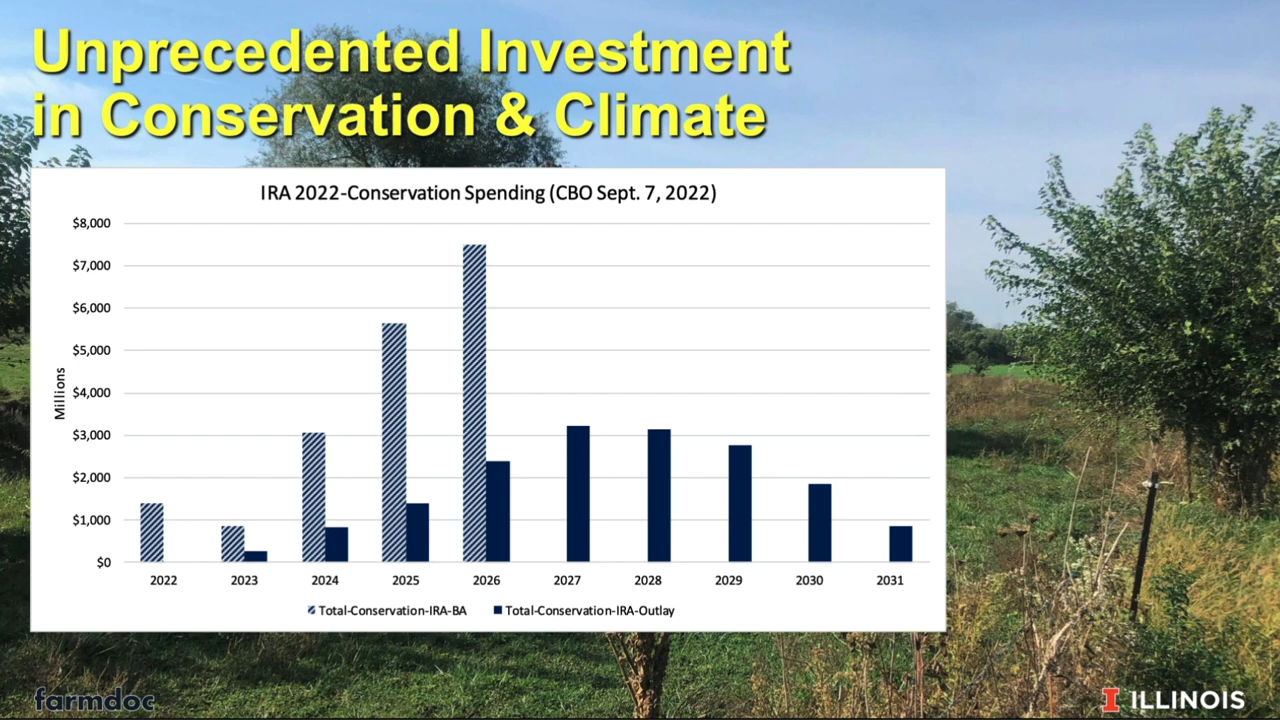 Unprecedented Investment
in Conservation & Climate
IRA 2022-Conservation Spending (CBO Sept. 7, 2022)
$8,000
$7,000
$6,000
$5,000
$4,000
$3,000
$2,000
$1,000
$0
Millions
2022 2023 2024 2025 2026 2027 2028 2029 2030 2031
Total-Conservation-IRA-BA Total-Conservation-IRA-Outlay
farmdoc
I ILLINOIS